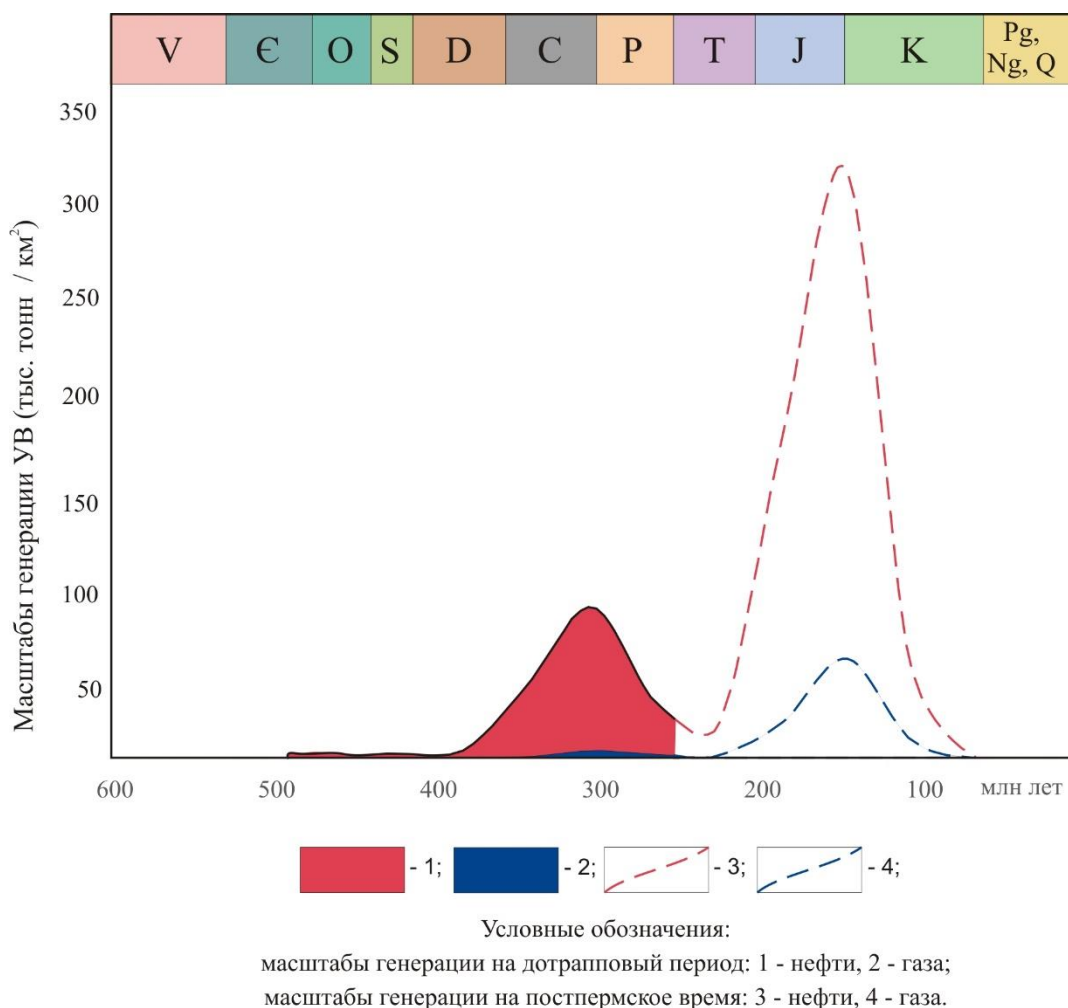 V Є O S D C P T J K Pg,
Ng, Q
Масштабы генерации УВ (тыс. тонн / км²)
350
300
250
200
150
100
50
600 500 400 300 200 100 млн лет
- 1; - 2; - 3; - 4;
Условные обозначения:
масштабы генерации на дотрапповый период: 1 - нефти, 2 - газа;
масштабы генерации на постпермское время: 3 - нефти, 4 - газа.